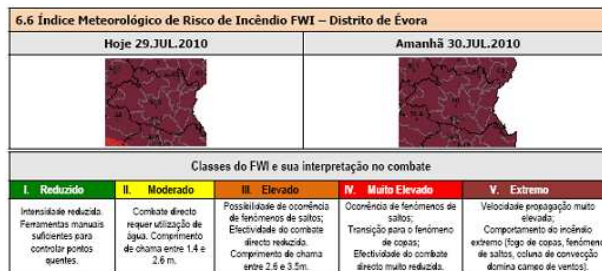 6.6 Índice Meteorológico de Risco de Incêndio FWI – Distrito de Évora
Hoje 29.JUL.2010
Amanhã 30.JUL.2010
Classes do FWI e sua interpretação no combate
I. Reduzido
II. Moderado
III. Elevado
IV. Muito Elevado
V. Extremo
Intensidade reduzida.
Ferramentas manuais
suficientes para
controlar pontos
quentes.
Combate directo
requer utilização de
água. Comprimento
de chama entre 1.4 e
2.6 m.
Possibilidade de ocorrência
de fenómenos de saltos;
Efectividade do combate
directo reduzida.
Comprimento de chama
entre 2.6 e 3.5m.
Ocorrência de fenómenos de
saltos;
Transição para o fenómeno
de copas;
Efectividade do combate
directo muito reduzida.
Velocidade propagação muito
elevada;
Comportamento do incêndio
extremo (fogo de copas, fenómeno
de saltos, coluna de convecção
domina campo de ventos).